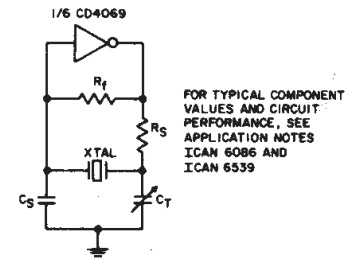 1/6 CD4069
Rf
RS
XTAL
CS
CT
FOR TYPICAL COMPONENT
VALUES AND CIRCUIT
PERFORMANCE, SEE
APPLICATION NOTES
ICAN 6086 AND
ICAN 6539